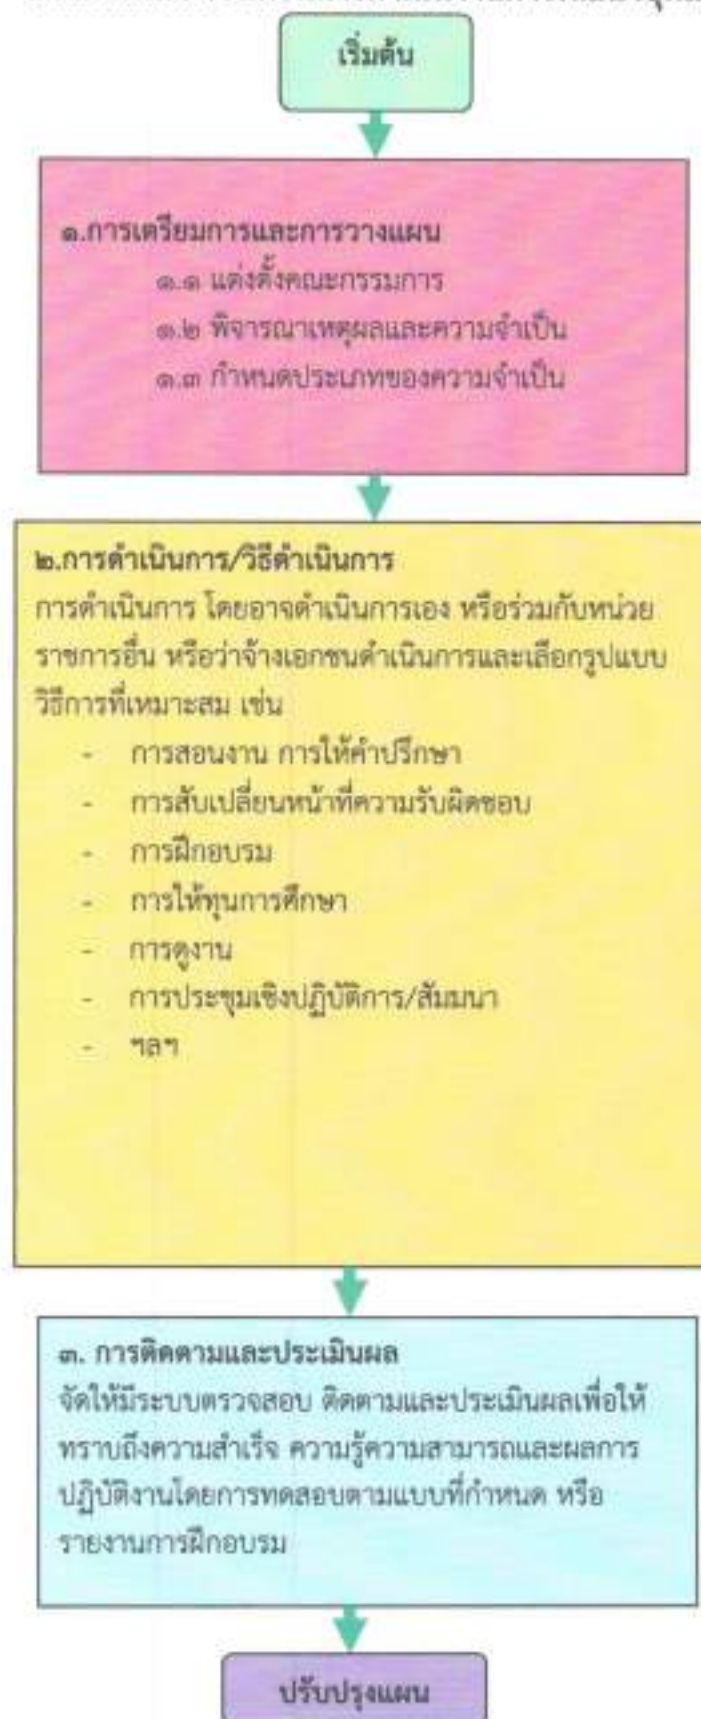 เริ่มต้น
๑.การเตรียมการและการวางแผน
๑.๑ แต่งตั้งคณะกรรมการ
๑.๒ พิจารณาเหตุผลและความจำเป็น
๑.๓ กำหนดประเภทของความจำเป็น
๒.การดำเนินการ/วิธีดำเนินการ
การดำเนินการ โดยอาจดำเนินการเอง หรือร่วมกับหน่วย
ราชการอื่น หรือว่าจ้างเอกชนดำเนินการและเลือกรูปแบบ
วิธีการที่เหมาะสม เช่น
- การสอนงาน การให้คำปรึกษา
- การสับเปลี่ยนหน้าที่ความรับผิดชอบ
- การฝึกอบรม
- การให้ทุนการศึกษา
- การดูงาน
- การประชุมเชิงปฏิบัติการ/สัมมนา
- ฯลฯ
๓. การติดตามและประเมินผล
จัดให้มีระบบตรวจสอบ ติดตามและประเมินผลเพื่อให้
ทราบถึงความสำเร็จ ความรู้ความสามารถและผลการ
ปฏิบัติงานโดยการทดสอบตามแบบที่กำหนด หรือ
รายงานการฝึกอบรม
ปรับปรุงแผน